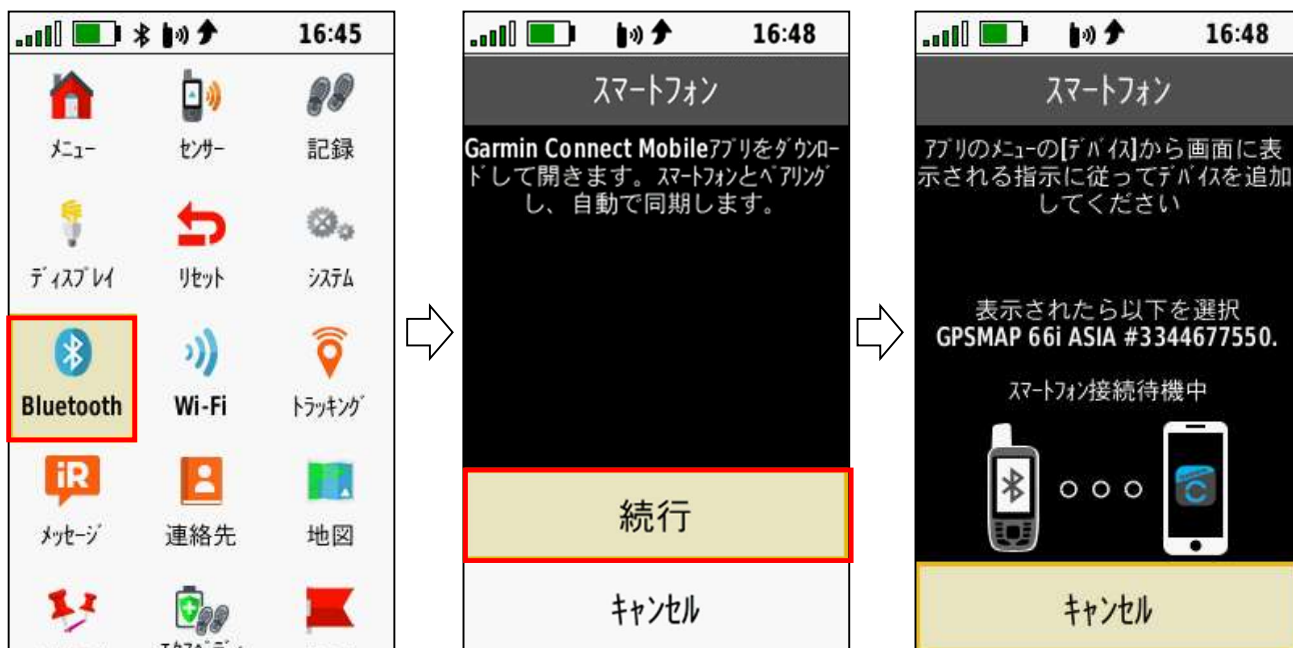 16:45
メニュー
センサー
記録
ディスプレイ
リセット
システム
Bluetooth
Wi-Fi
トラッキング
iR
メッセージ
連絡先
地図
16:48
スマートフォン
Garmin Connect Mobileアプリをダウンロー
ドして開きます。スマートフォンとペアリング
し、自動で同期します。
続行
キャンセル
16:48
スマートフォン
アプリのメニューの[デバイス]から画面に表
示される指示に従ってデバイスを追加
してください
表示されたら以下を選択
GPSMAP 66i ASIA #3344677550.
スマートフォン接続待機中
C
キャンセル